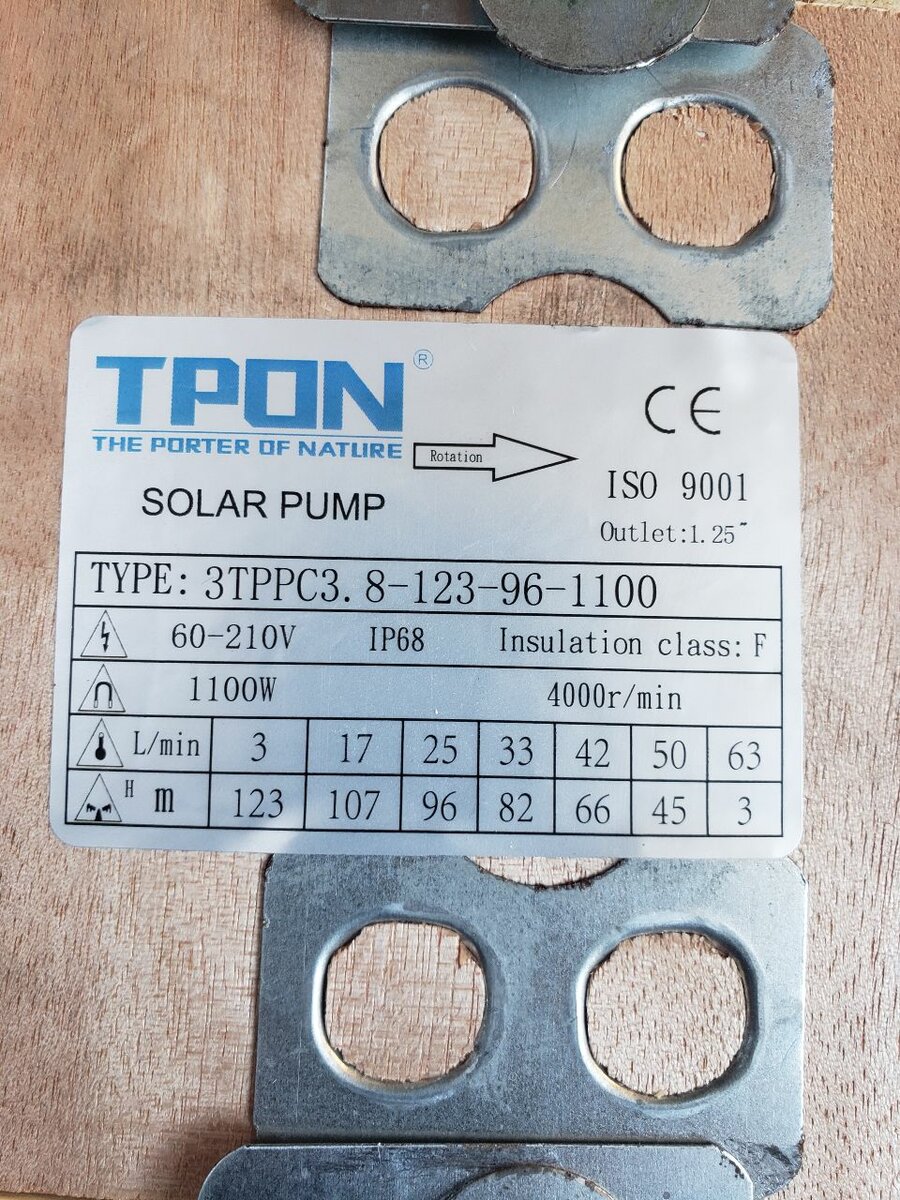 TPON®
THE PORTER OF NATURE
Rotation
SOLAR PUMP
CE
ISO 9001
Outlet:1.25"
TYPE: 3TPPC3.8-123-96-1100
60-210V IP68 Insulation class: F
1100W 4000r/min
L/min 3 17 25 33 42 50 63
H m 123 107 96 82 66 45 3